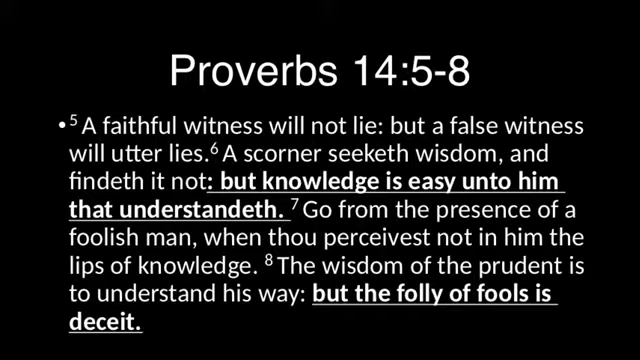 Proverbs 14:5-8
• ⁵ A faithful witness will not lie: but a false witness
will utter lies.⁶ A scorner seeketh wisdom, and
findeth it not: but knowledge is easy unto him
that understandeth. ⁷ Go from the presence of a
foolish man, when thou perceivest not in him the
lips of knowledge. ⁸ The wisdom of the prudent is
to understand his way: but the folly of fools is
deceit.